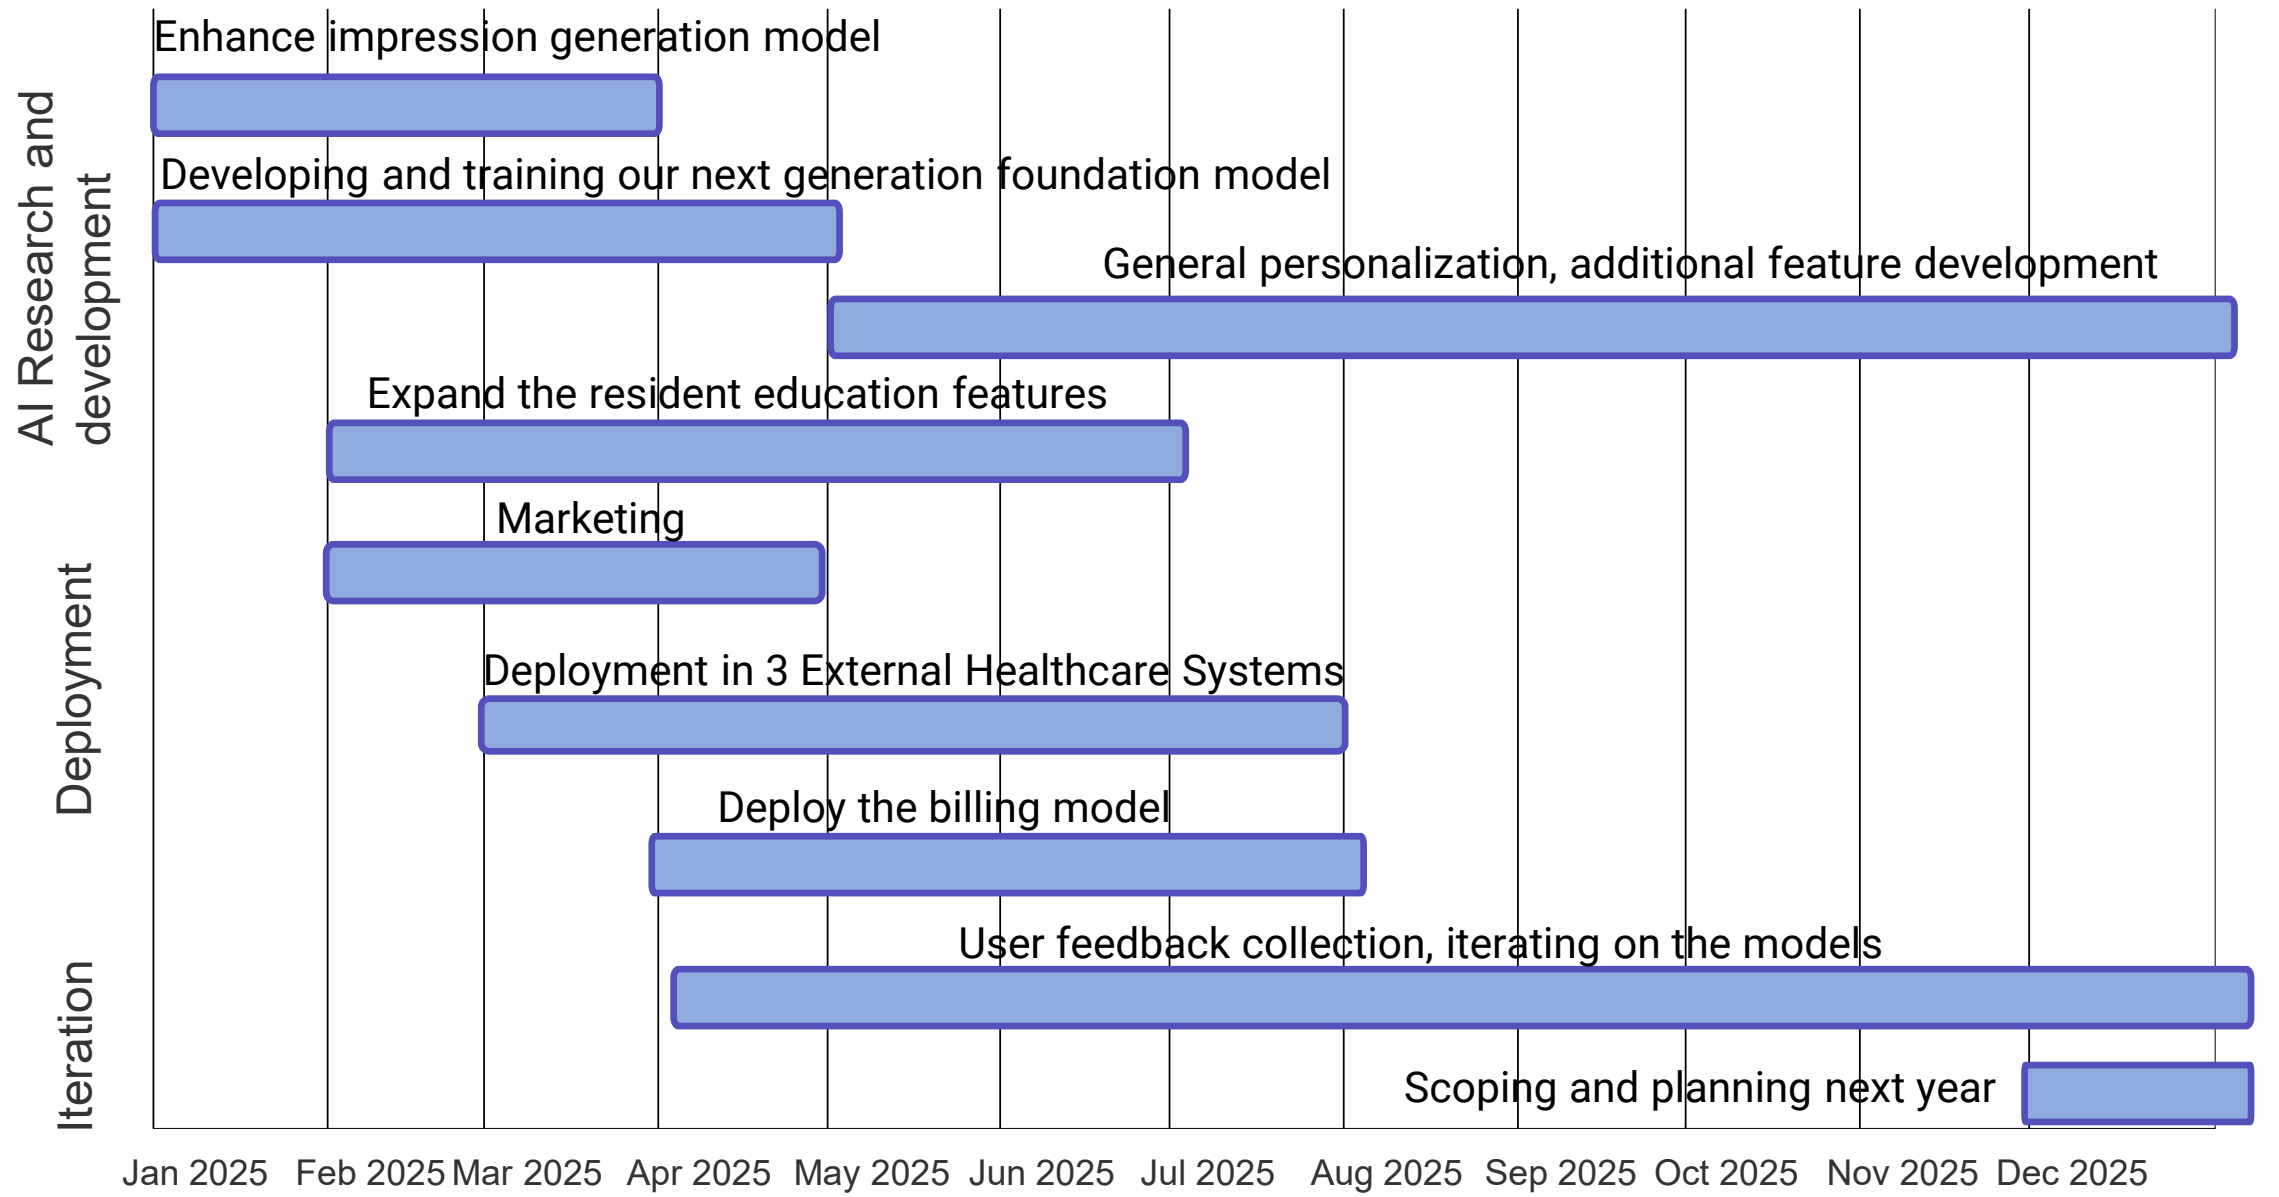 AI Research and
development
Enhance impression generation model
Developing and training our next generation foundation model
General personalization, additional feature development
Expand the resident education features
Deployment
Marketing
Deployment in 3 External Healthcare Systems
Deploy the billing model
Iteration
User feedback collection, iterating on the models
Scoping and planning next year
Jan 2025 Feb 2025 Mar 2025 Apr 2025 May 2025 Jun 2025 Jul 2025 Aug 2025 Sep 2025 Oct 2025 Nov 2025 Dec 2025